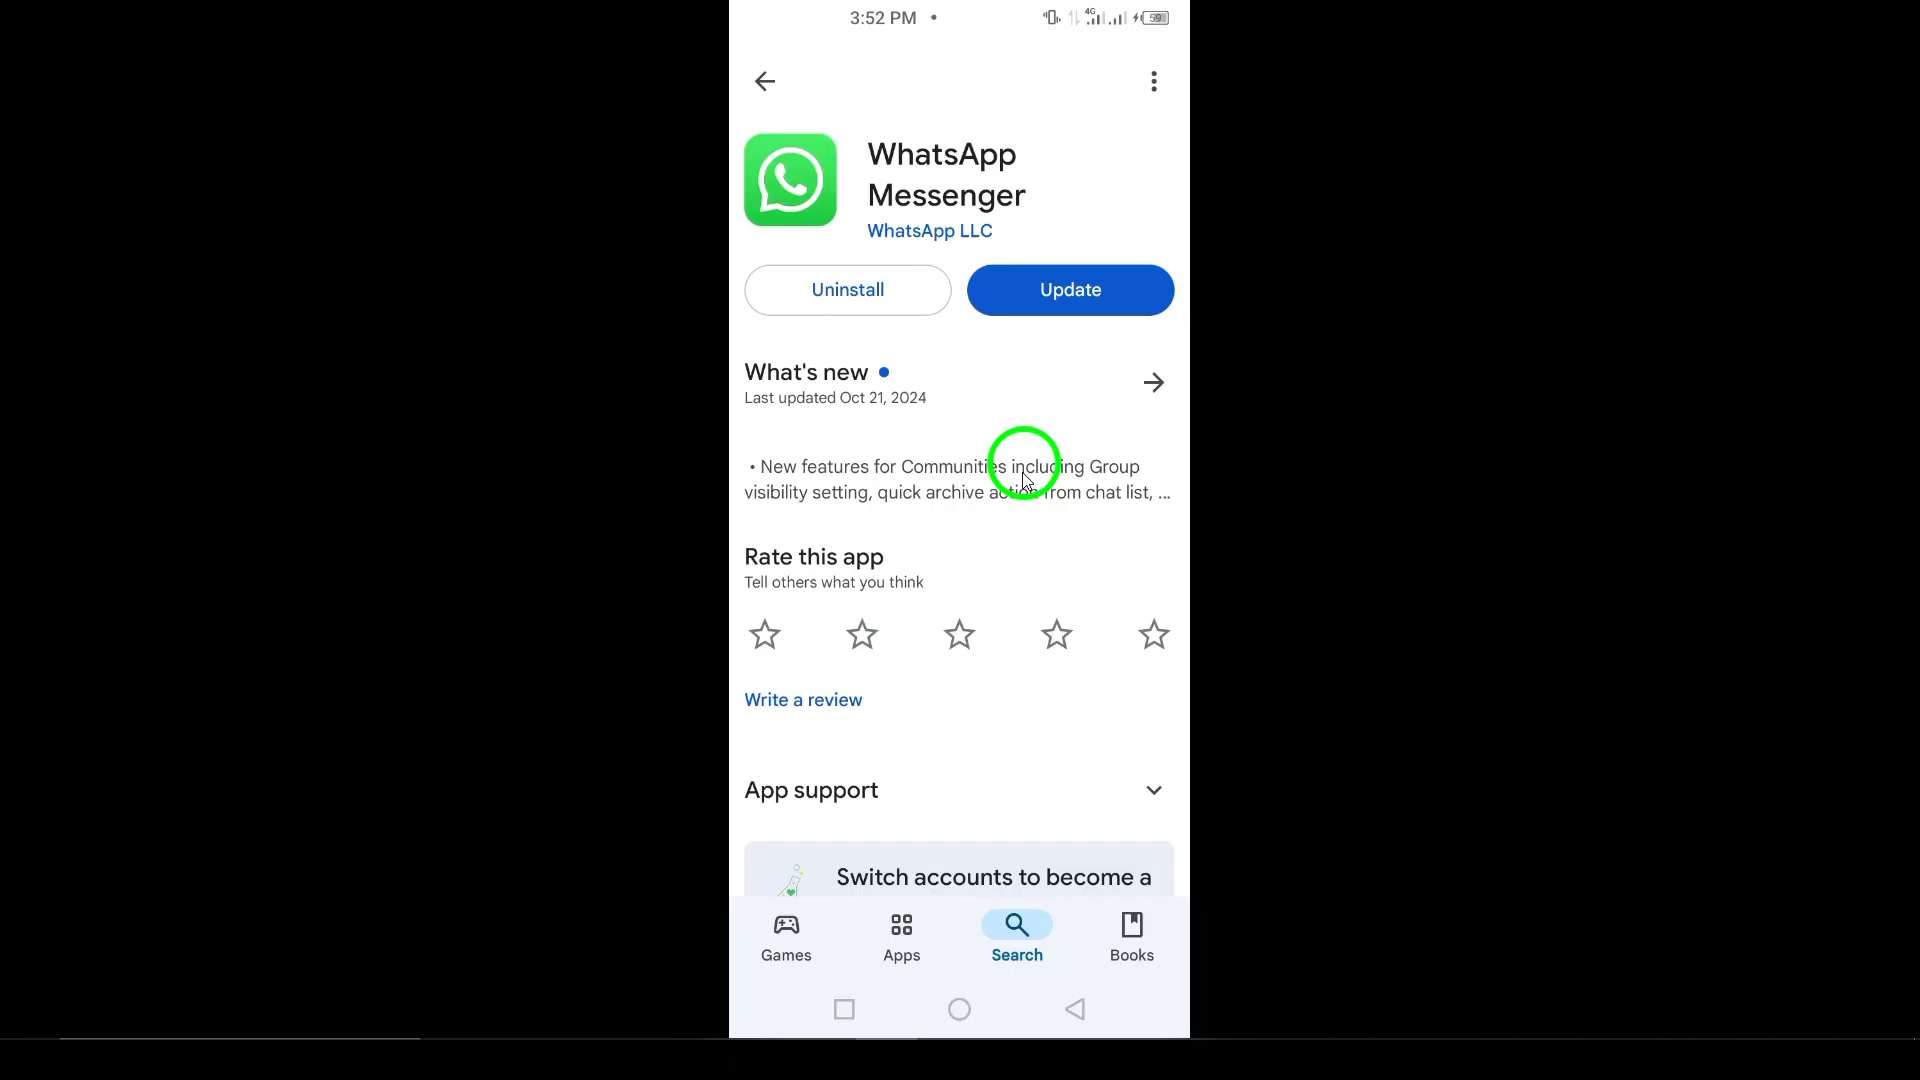 3:52 PM •
4G
59
WhatsApp
Messenger
WhatsApp LLC
Uninstall
Update
What's new
Last updated Oct 21, 2024
• New features for Communities including Group
visibility setting, quick archive action from chat list, ...
Rate this app
Tell others what you think
Write a review
App support
Switch accounts to become a
Games
Apps
Search
Books